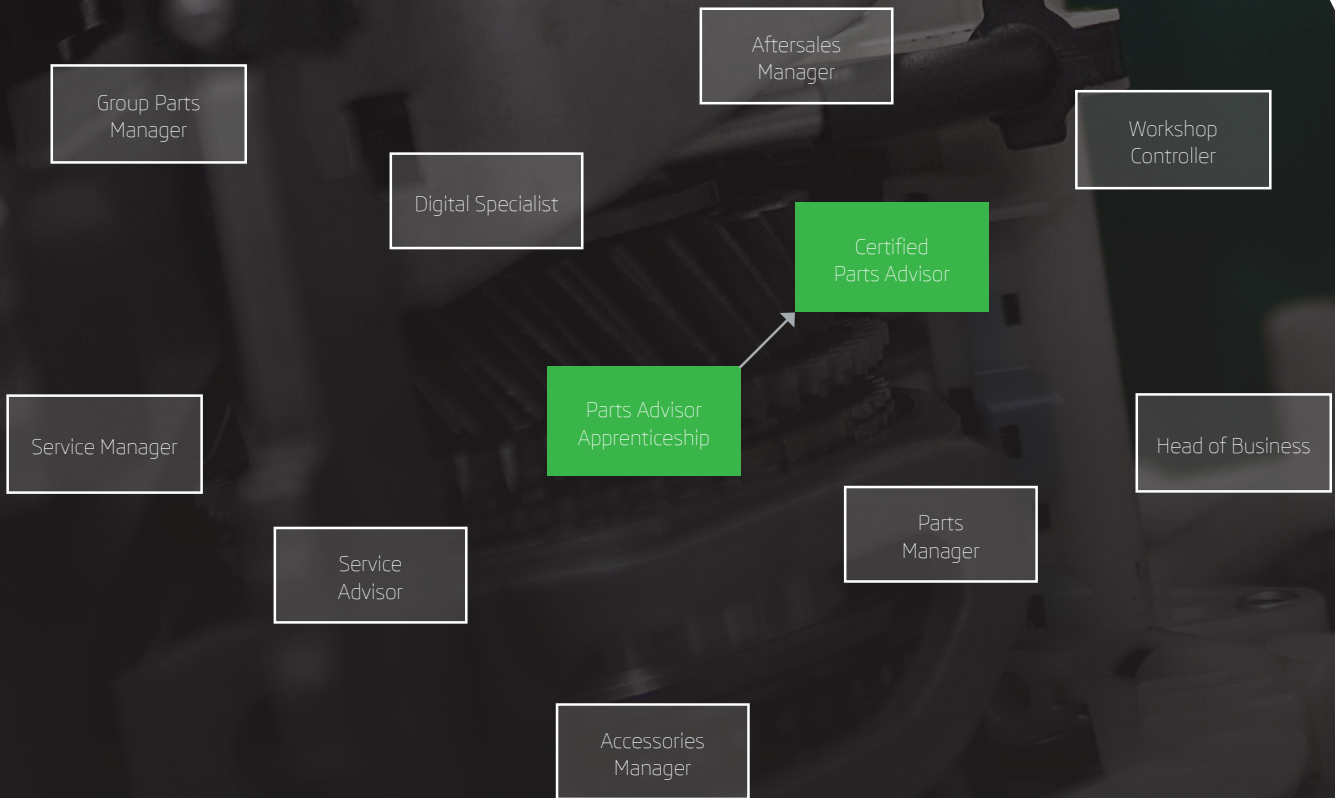 Aftersales
Manager
Group Parts
Manager
Workshop
Controller
Digital Specialist
Certified
Parts Advisor
Parts Advisor
Apprenticeship
Service Manager
Head of Business
Parts
Manager
Service
Advisor
Accessories
Manager